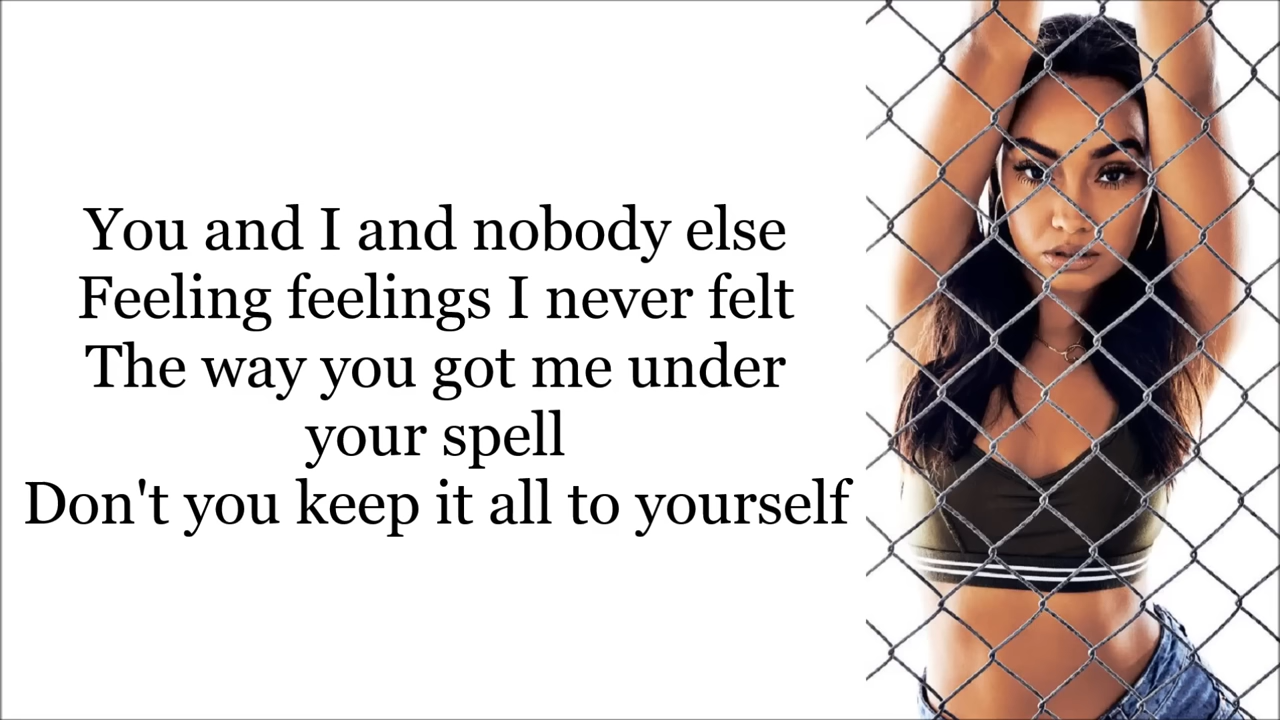 You and I and nobody else
Feeling feelings I never felt
The way you got me under
your spell
Don't you keep it all to yourself